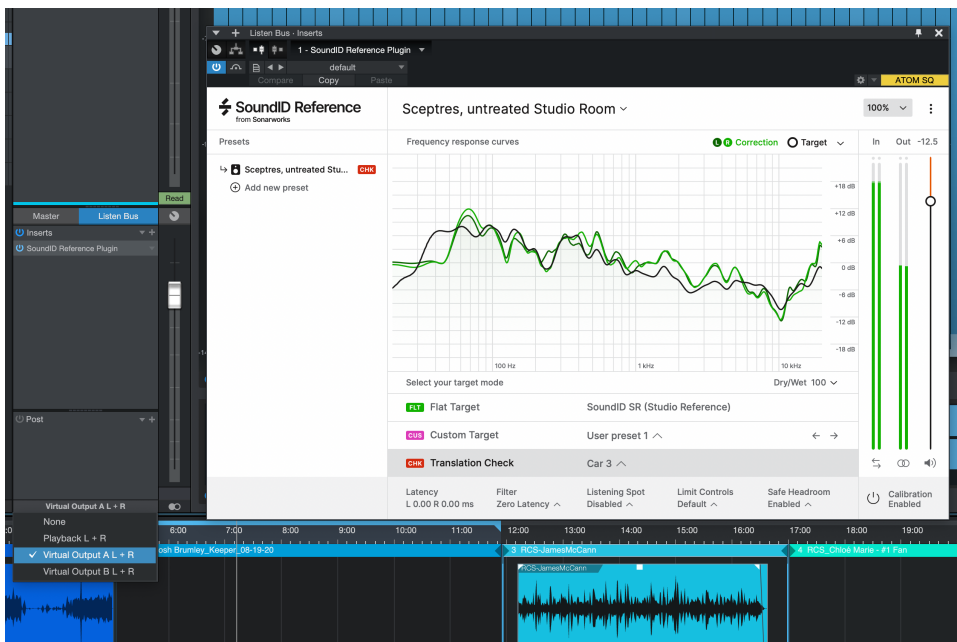 Listen Bus - Inserts
1 - SoundID Reference Plugin
default
Compare Copy Paste
ATOM SQ
SoundID Reference
from Sonarworks
Sceptres, untreated Studio Room
100%
Presets
Sceptres, untreated Stu... CHK
Add new preset
Frequency response curves
L R Correction Target
In Out -12.5
+18 dB
+12 dB
+6 dB
0 dB
-6 dB
-12 dB
-18 dB
100 Hz 1 kHz 10 kHz
Select your target mode
Dry/Wet 100
FLT Flat Target SoundID SR (Studio Reference)
CUS Custom Target User preset 1
CHK Translation Check Car 3
Latency Filter Listening Spot Limit Controls Safe Headroom
L 0.00 R 0.00 ms Zero Latency Disabled Default Enabled
Calibration
Enabled
Read
Master Listen Bus
Inserts
SoundID Reference Plugin
Post
Virtual Output A L + R
None
Playback L + R
Virtual Output A L + R
Virtual Output B L + R
6:00 7:00 8:00 9:00 10:00 11:00 12:00 13:00 14:00 15:00 16:00 17:00 18:00 19:00
osh Brumley_Keeper_08-19-20
3 RCS-JamesMcCann
4 RCS_Chloé Marie - #1 Fan
RCS-JamesMcCann